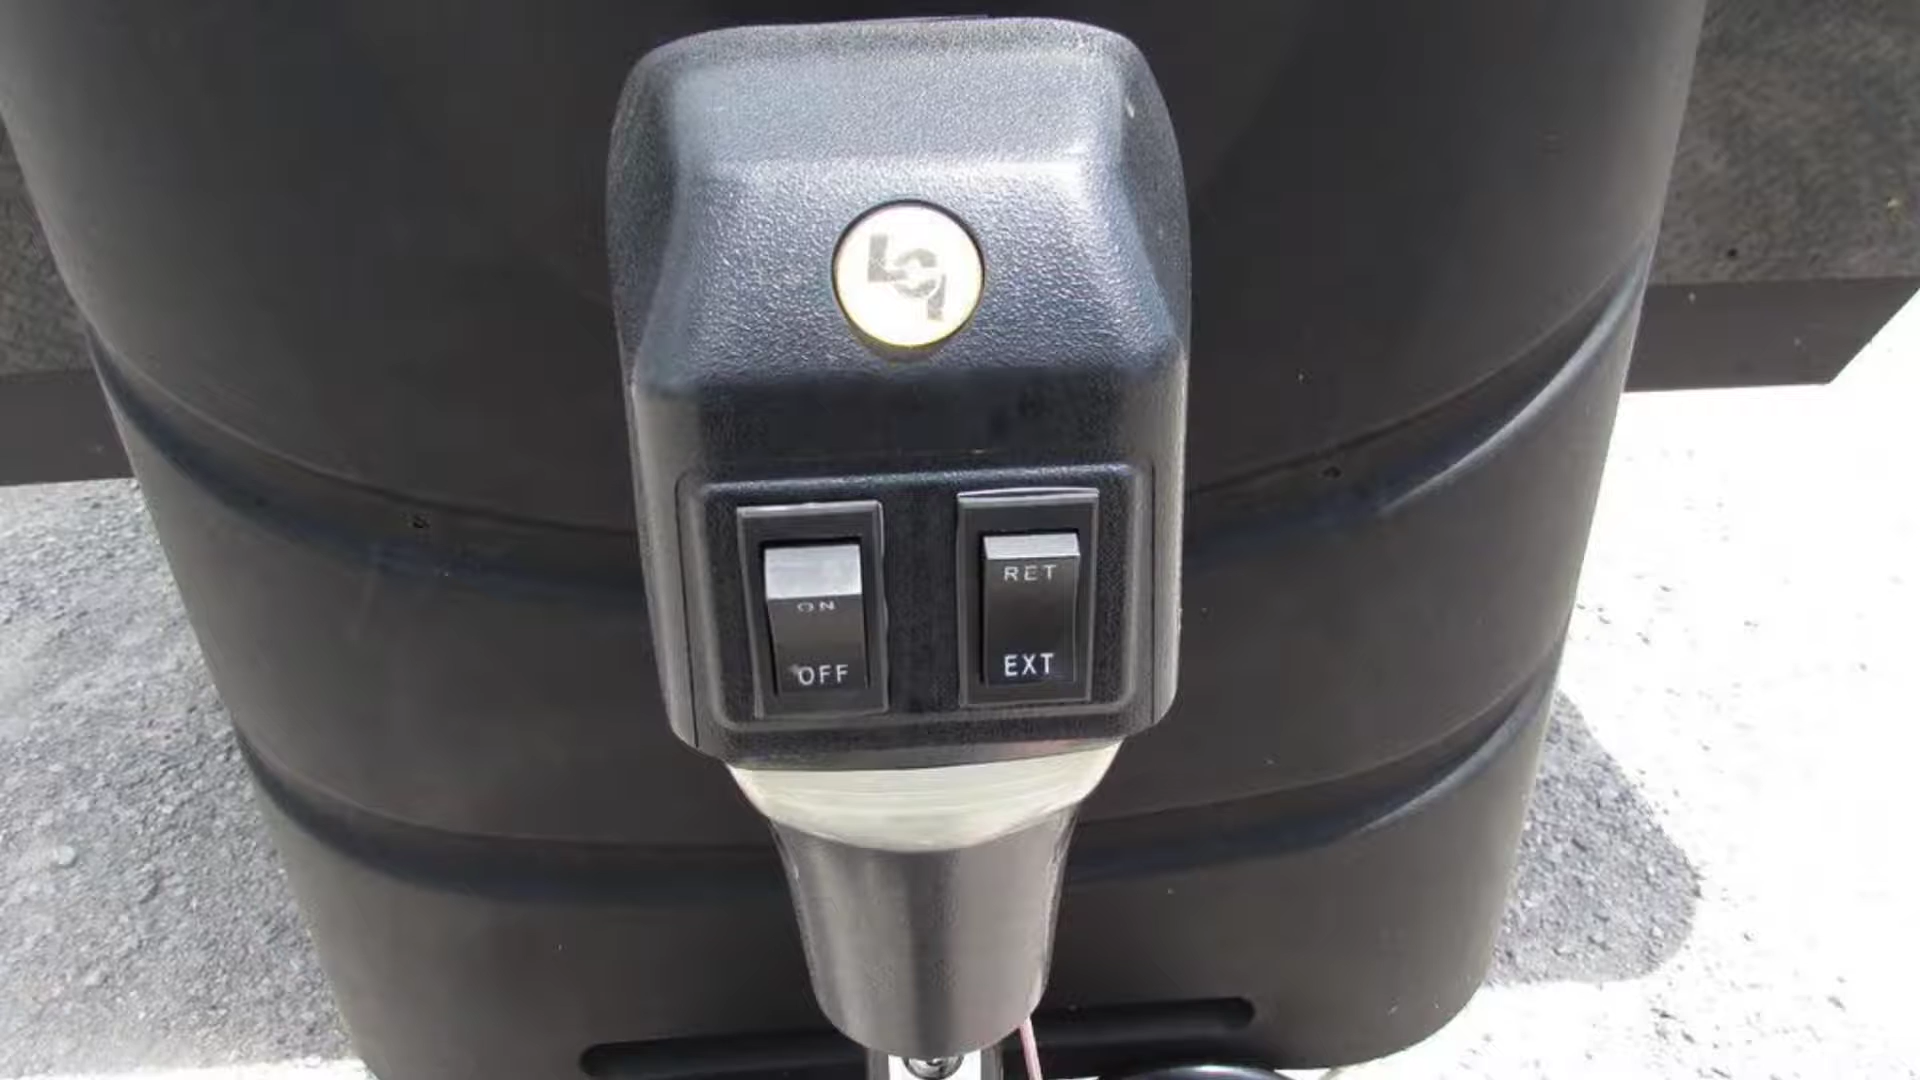 LCI
ON
OFF
RET
EXT